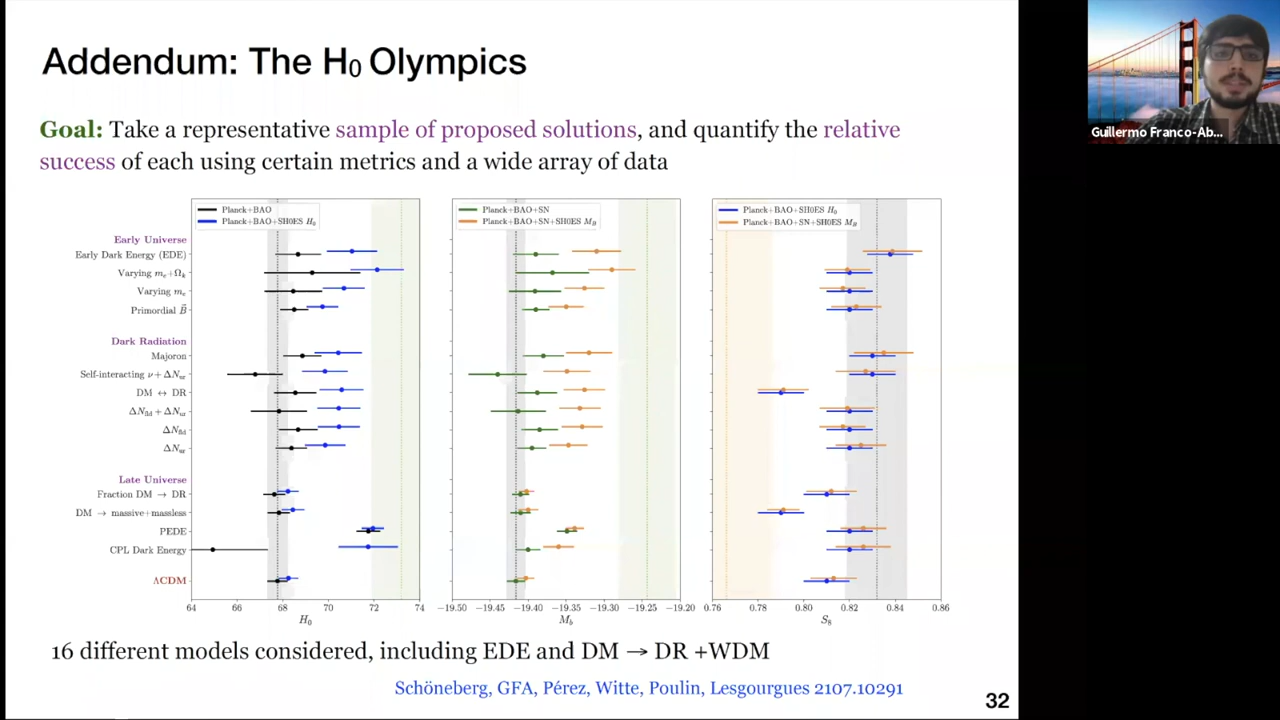 Addendum: The H₀ Olympics
Guillermo Franco-Ab...
Goal: Take a representative sample of proposed solutions, and quantify the relative
success of each using certain metrics and a wide array of data
Planck+BAO
Planck+BAO+SH0ES H₀
Planck+BAO+SN
Planck+BAO+SN+SH0ES M_B
Planck+BAO+SH0ES H₀
Planck+BAO+SN+SH0ES M_B
Early Universe
Early Dark Energy (EDE)
Varying mₑ+Ωₖ
Varying mₑ
Primordial B⃗
Dark Radiation
Majoron
Self-interacting ν+ΔN_ur
DM ↔ DR
ΔN_fld + ΔN_ur
ΔN_fld
ΔN_ur
Late Universe
Fraction DM → DR
DM → massive+massless
PEDE
CPL Dark Energy
ΛCDM
64 66 68 70 72 74
H₀
−19.50 −19.45 −19.40 −19.35 −19.30 −19.25 −19.20
M_b
0.76 0.78 0.80 0.82 0.84 0.86
S₈
16 different models considered, including EDE and DM → DR +WDM
Schöneberg, GFA, Pérez, Witte, Poulin, Lesgourgues 2107.10291
32